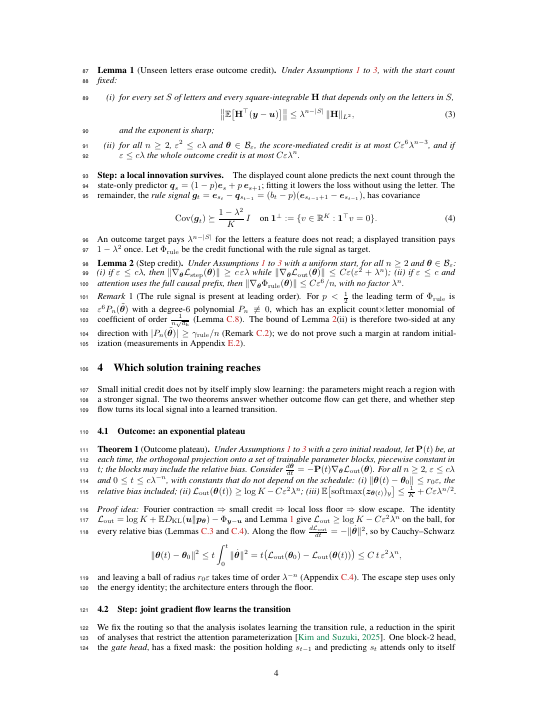 87 Lemma 1 (Unseen letters erase outcome credit). Under Assumptions 1 to 3, with the start count
88 fixed:
89 (i) for every set S of letters and every square-integrable H that depends only on the letters in S,
‖E[H⊤(y − u)]‖ ≤ λ^{n−|S|} ‖H‖_{L²}, (3)
90 and the exponent is sharp;
91 (ii) for all n ≥ 2, ε² ≤ cλ and θ ∈ B_ε, the score-mediated credit is at most Cε⁶λ^{n−3}, and if
92 ε ≤ cλ the whole outcome credit is at most Cελⁿ.
93 Step: a local innovation survives. The displayed count alone predicts the next count through the
94 state-only predictor q_s = (1 − p)e_s + p e_{s+1}; fitting it lowers the loss without using the letter. The
95 remainder, the rule signal g_t = e_{s_t} − q_{s_{t−1}} = (b_t − p)(e_{s_{t−1}+1} − e_{s_{t−1}}), has covariance
Cov(g_t) ⪰ (1 − λ²)/K I on 1^⊥ := {v ∈ R^K : 1⊤v = 0}. (4)
96 An outcome target pays λ^{n−|S|} for the letters a feature does not read; a displayed transition pays
97 1 − λ² once. Let Φ_rule be the credit functional with the rule signal as target.
98 Lemma 2 (Step credit). Under Assumptions 1 to 3 with a uniform start, for all n ≥ 2 and θ ∈ B_ε:
99 (i) if ε ≤ cλ, then ‖∇_θ L_step(θ)‖ ≥ cελ while ‖∇_θ L_out(θ)‖ ≤ Cε(ε² + λⁿ); (ii) if ε ≤ c and
100 attention uses the full causal prefix, then ‖∇_θ Φ_rule(θ)‖ ≤ Cε⁶/n, with no factor λⁿ.
101 Remark 1 (The rule signal is present at leading order). For p < 1/2 the leading term of Φ_rule is
102 ε⁶P_n(θ̄) with a degree-6 polynomial P_n ≢ 0, which has an explicit count×letter monomial of
103 coefficient of order (Lemma C.8). The bound of Lemma 2(ii) is therefore two-sided at any
104 direction with |P_n(θ̄)| ≥ γ_rule/n (Remark C.2); we do not prove such a margin at random initial-
105 ization (measurements in Appendix E.2).
106 4 Which solution training reaches
107 Small initial credit does not by itself imply slow learning: the parameters might reach a region with
108 a stronger signal. The two theorems answer whether outcome flow can get there, and whether step
109 flow turns its local signal into a learned transition.
110 4.1 Outcome: an exponential plateau
111 Theorem 1 (Outcome plateau). Under Assumptions 1 to 3 with a zero initial readout, let P(t) be, at
112 each time, the orthogonal projection onto a set of trainable parameter blocks, piecewise constant in
113 t; the blocks may include the relative bias. Consider dθ/dt = −P(t)∇_θ L_out(θ). For all n ≥ 2, ε ≤ cλ
114 and 0 ≤ t ≤ cλ^{−n}, with constants that do not depend on the schedule: (i) ‖θ(t) − θ₀‖ ≤ r₀ε, the
115 relative bias included; (ii) L_out(θ(t)) ≥ log K − Cε²λⁿ; (iii) E[softmax(z_{θ(t)})_y] ≤ 1/K + Cελ^{n/2}.
116 Proof idea: Fourier contraction ⇒ small credit ⇒ local loss floor ⇒ slow escape. The identity
117 L_out = log K + E D_KL(u‖p_θ) − Φ_{y−u} and Lemma 1 give L_out ≥ log K − Cε²λⁿ on the ball, for
118 every relative bias (Lemmas C.3 and C.4). Along the flow dL_out/dt = −‖θ̇‖², so by Cauchy–Schwarz
‖θ(t) − θ₀‖² ≤ t ∫₀ᵗ ‖θ̇‖² = t(L_out(θ₀) − L_out(θ(t))) ≤ C t ε²λⁿ,
119 and leaving a ball of radius r₀ε takes time of order λ^{−n} (Appendix C.4). The escape step uses only
120 the energy identity; the architecture enters through the floor.
121 4.2 Step: joint gradient flow learns the transition
122 We fix the routing so that the analysis isolates learning the transition rule, a reduction in the spirit
123 of analyses that restrict the attention parameterization [Kim and Suzuki, 2025]. One block-2 head,
124 the gate head, has a fixed mask: the position holding s_{t−1} and predicting s_t attends only to itself
4